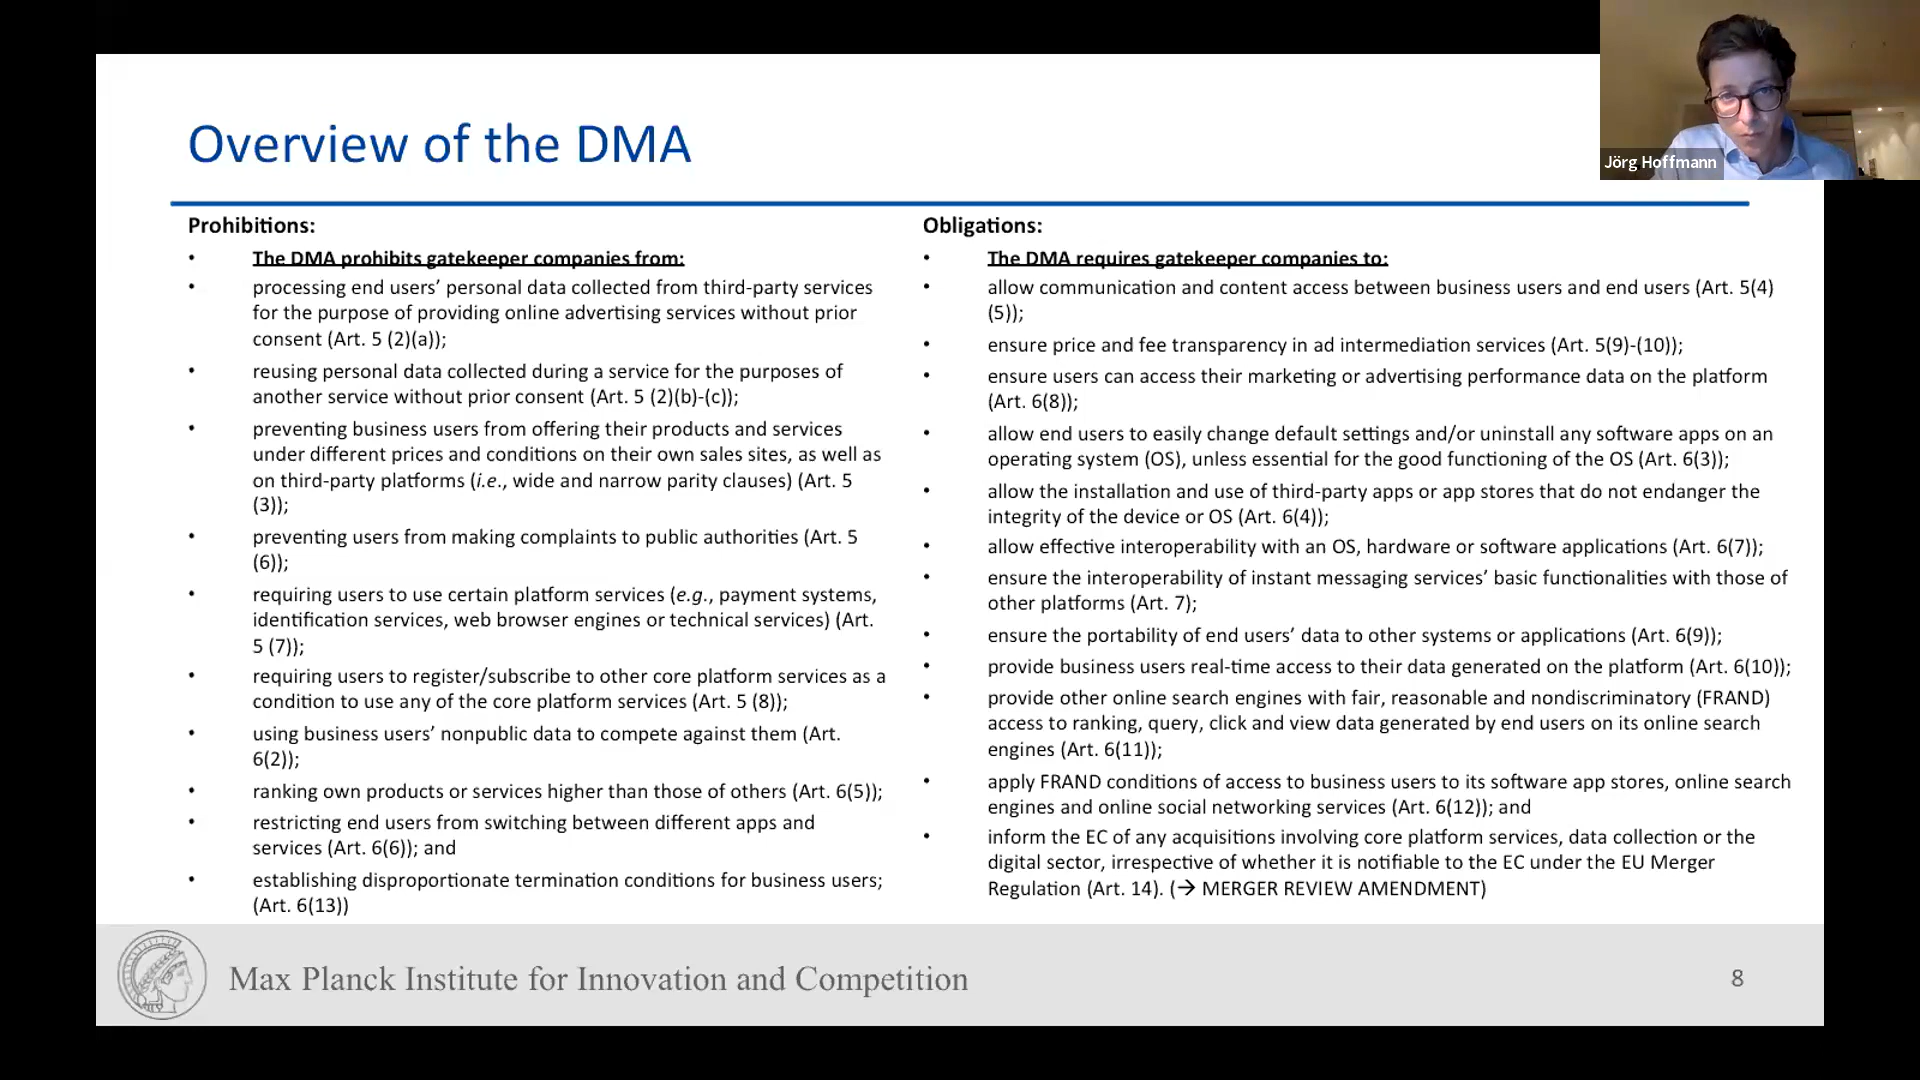 Overview of the DMA
Jörg Hoffmann
Prohibitions:
• The DMA prohibits gatekeeper companies from:
• processing end users’ personal data collected from third-party services
for the purpose of providing online advertising services without prior
consent (Art. 5 (2)(a));
• reusing personal data collected during a service for the purposes of
another service without prior consent (Art. 5 (2)(b)-(c));
• preventing business users from offering their products and services
under different prices and conditions on their own sales sites, as well as
on third-party platforms (i.e., wide and narrow parity clauses) (Art. 5
(3));
• preventing users from making complaints to public authorities (Art. 5
(6));
• requiring users to use certain platform services (e.g., payment systems,
identification services, web browser engines or technical services) (Art.
5 (7));
• requiring users to register/subscribe to other core platform services as a
condition to use any of the core platform services (Art. 5 (8));
• using business users’ nonpublic data to compete against them (Art.
6(2));
• ranking own products or services higher than those of others (Art. 6(5));
• restricting end users from switching between different apps and
services (Art. 6(6)); and
• establishing disproportionate termination conditions for business users;
(Art. 6(13))
Obligations:
• The DMA requires gatekeeper companies to:
• allow communication and content access between business users and end users (Art. 5(4)
(5));
• ensure price and fee transparency in ad intermediation services (Art. 5(9)-(10));
• ensure users can access their marketing or advertising performance data on the platform
(Art. 6(8));
• allow end users to easily change default settings and/or uninstall any software apps on an
operating system (OS), unless essential for the good functioning of the OS (Art. 6(3));
• allow the installation and use of third-party apps or app stores that do not endanger the
integrity of the device or OS (Art. 6(4));
• allow effective interoperability with an OS, hardware or software applications (Art. 6(7));
• ensure the interoperability of instant messaging services’ basic functionalities with those of
other platforms (Art. 7);
• ensure the portability of end users’ data to other systems or applications (Art. 6(9));
• provide business users real-time access to their data generated on the platform (Art. 6(10));
• provide other online search engines with fair, reasonable and nondiscriminatory (FRAND)
access to ranking, query, click and view data generated by end users on its online search
engines (Art. 6(11));
• apply FRAND conditions of access to business users to its software app stores, online search
engines and online social networking services (Art. 6(12)); and
• inform the EC of any acquisitions involving core platform services, data collection or the
digital sector, irrespective of whether it is notifiable to the EC under the EU Merger
Regulation (Art. 14). (→ MERGER REVIEW AMENDMENT)
Max Planck Institute for Innovation and Competition
8